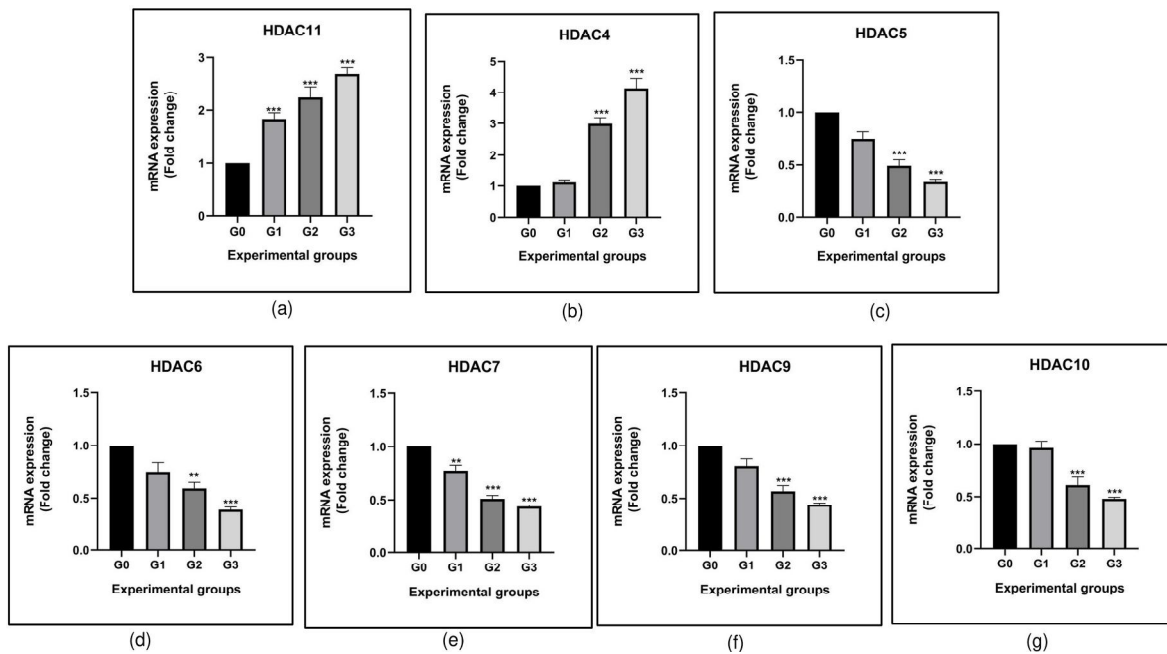 HDAC11
mRNA expression
(Fold change)
3
2
1
0
***
***
***
G0 G1 G2 G3
Experimental groups
(a)
HDAC4
mRNA expression
(Fold change)
5
4
3
2
1
0
***
***
G0 G1 G2 G3
Experimental groups
(b)
HDAC5
mRNA expression
(Fold change)
1.5
1.0
0.5
0.0
***
***
G0 G1 G2 G3
Experimental groups
(c)
HDAC6
mRNA expression
(Fold change)
1.5
1.0
0.5
0.0
**
***
G0 G1 G2 G3
Experimental groups
(d)
HDAC7
mRNA expression
(Fold change)
1.5
1.0
0.5
0.0
**
***
***
G0 G1 G2 G3
Experimental groups
(e)
HDAC9
mRNA expression
(Fold change)
1.5
1.0
0.5
0.0
***
***
G0 G1 G2 G3
Experimental groups
(f)
HDAC10
mRNA expression
(Fold change)
1.5
1.0
0.5
0.0
***
***
C0 C1 C2 C3
Experimental groups
(g)